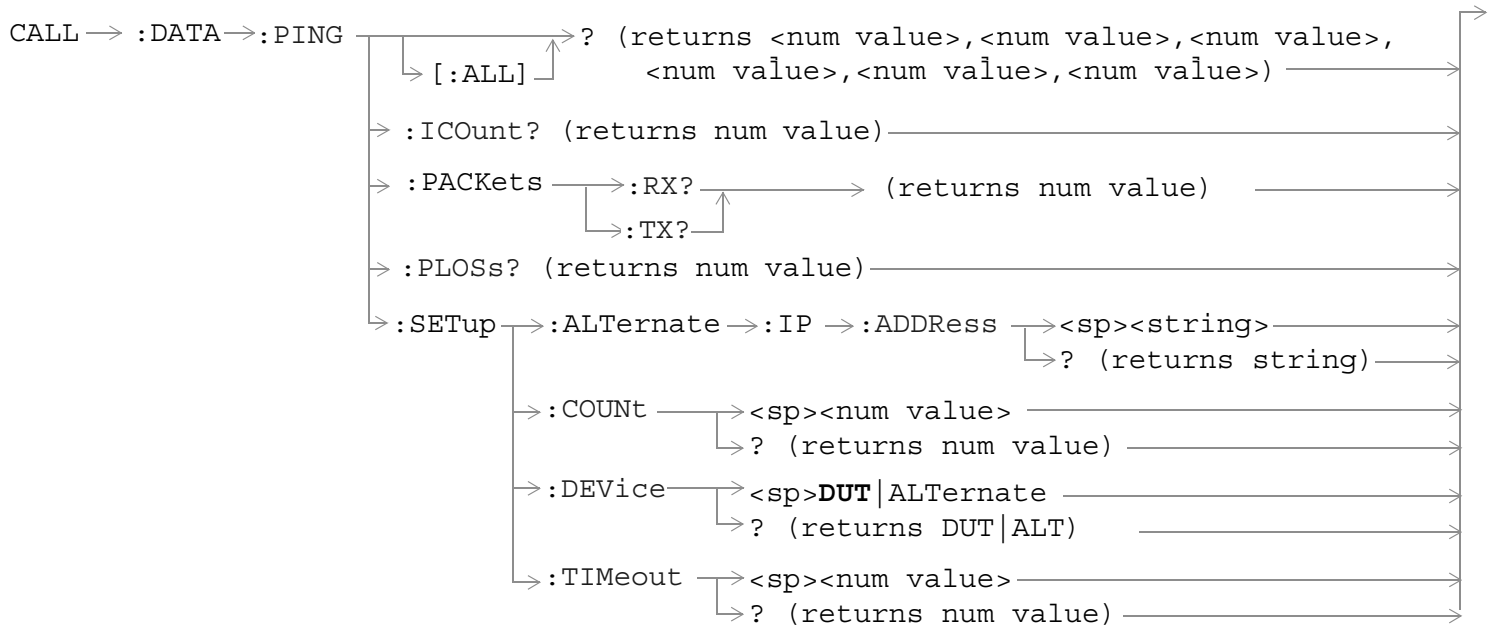 CALL :DATA :PING ? (returns <num value>,<num value>,<num value>,
[:ALL] <num value>,<num value>,<num value>)
:ICOunt? (returns num value)
:PACKets :RX? (returns num value)
:TX?
:PLOSs? (returns num value)
:SETup :ALTernate :IP :ADDRess <sp><string>
? (returns string)
:COUNt <sp><num value>
? (returns num value)
:DEVice <sp>DUT|ALTernate
? (returns DUT|ALT)
:TIMeout <sp><num value>
? (returns num value)